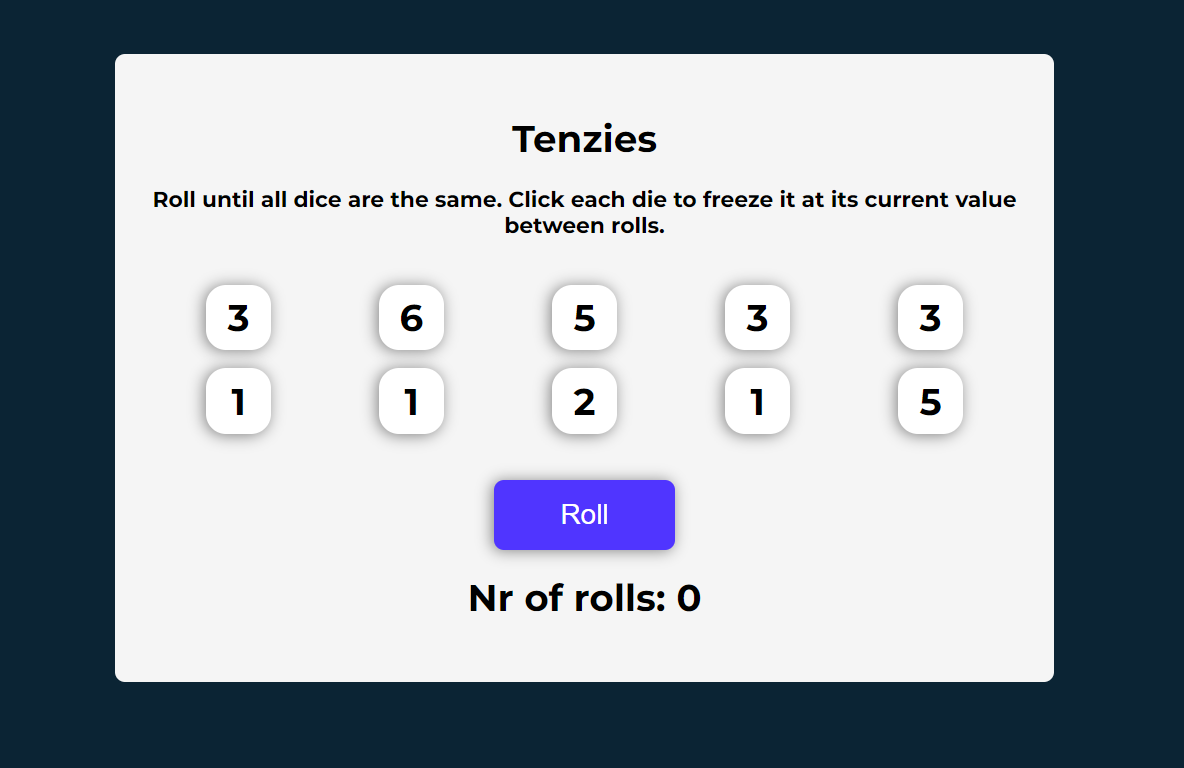 Tenzies
Roll until all dice are the same. Click each die to freeze it at its current value
between rolls.
3 6 5 3 3
1 1 2 1 5
Roll
Nr of rolls: 0